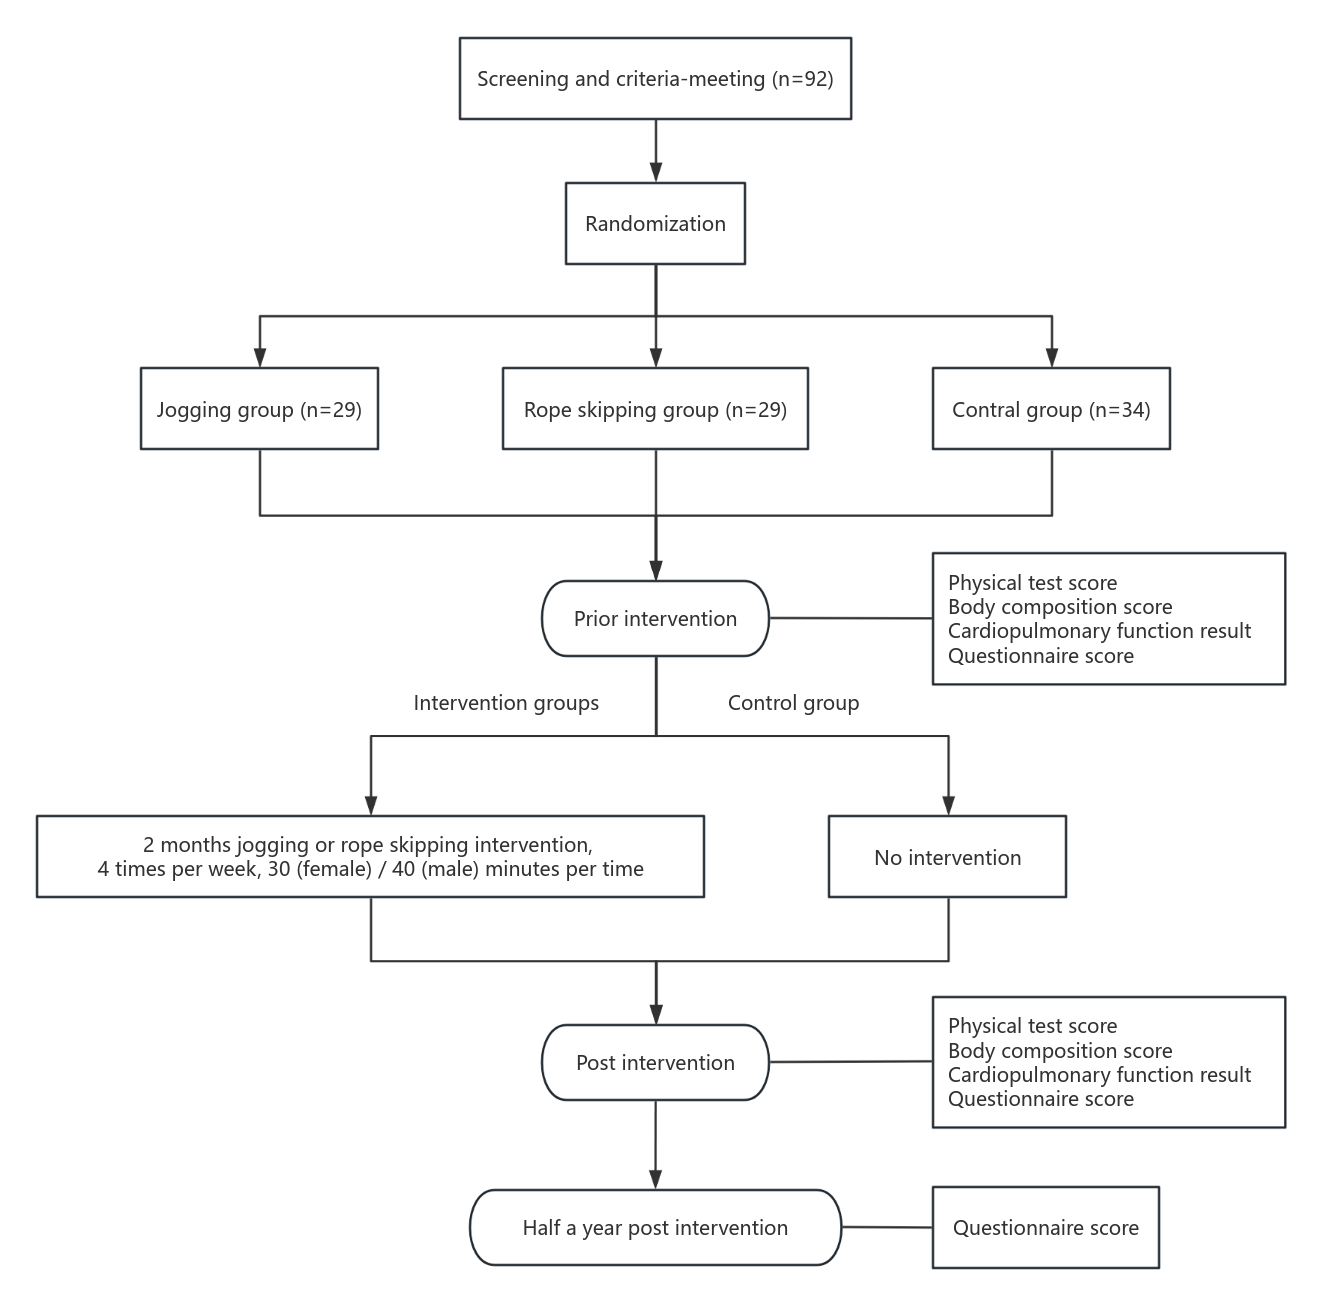 Screening and criteria-meeting (n=92)
Randomization
Jogging group (n=29)
Rope skipping group (n=29)
Contral group (n=34)
Prior intervention
Physical test score
Body composition score
Cardiopulmonary function result
Questionnaire score
Intervention groups
Control group
2 months jogging or rope skipping intervention,
4 times per week, 30 (female) / 40 (male) minutes per time
No intervention
Post intervention
Physical test score
Body composition score
Cardiopulmonary function result
Questionnaire score
Half a year post intervention
Questionnaire score